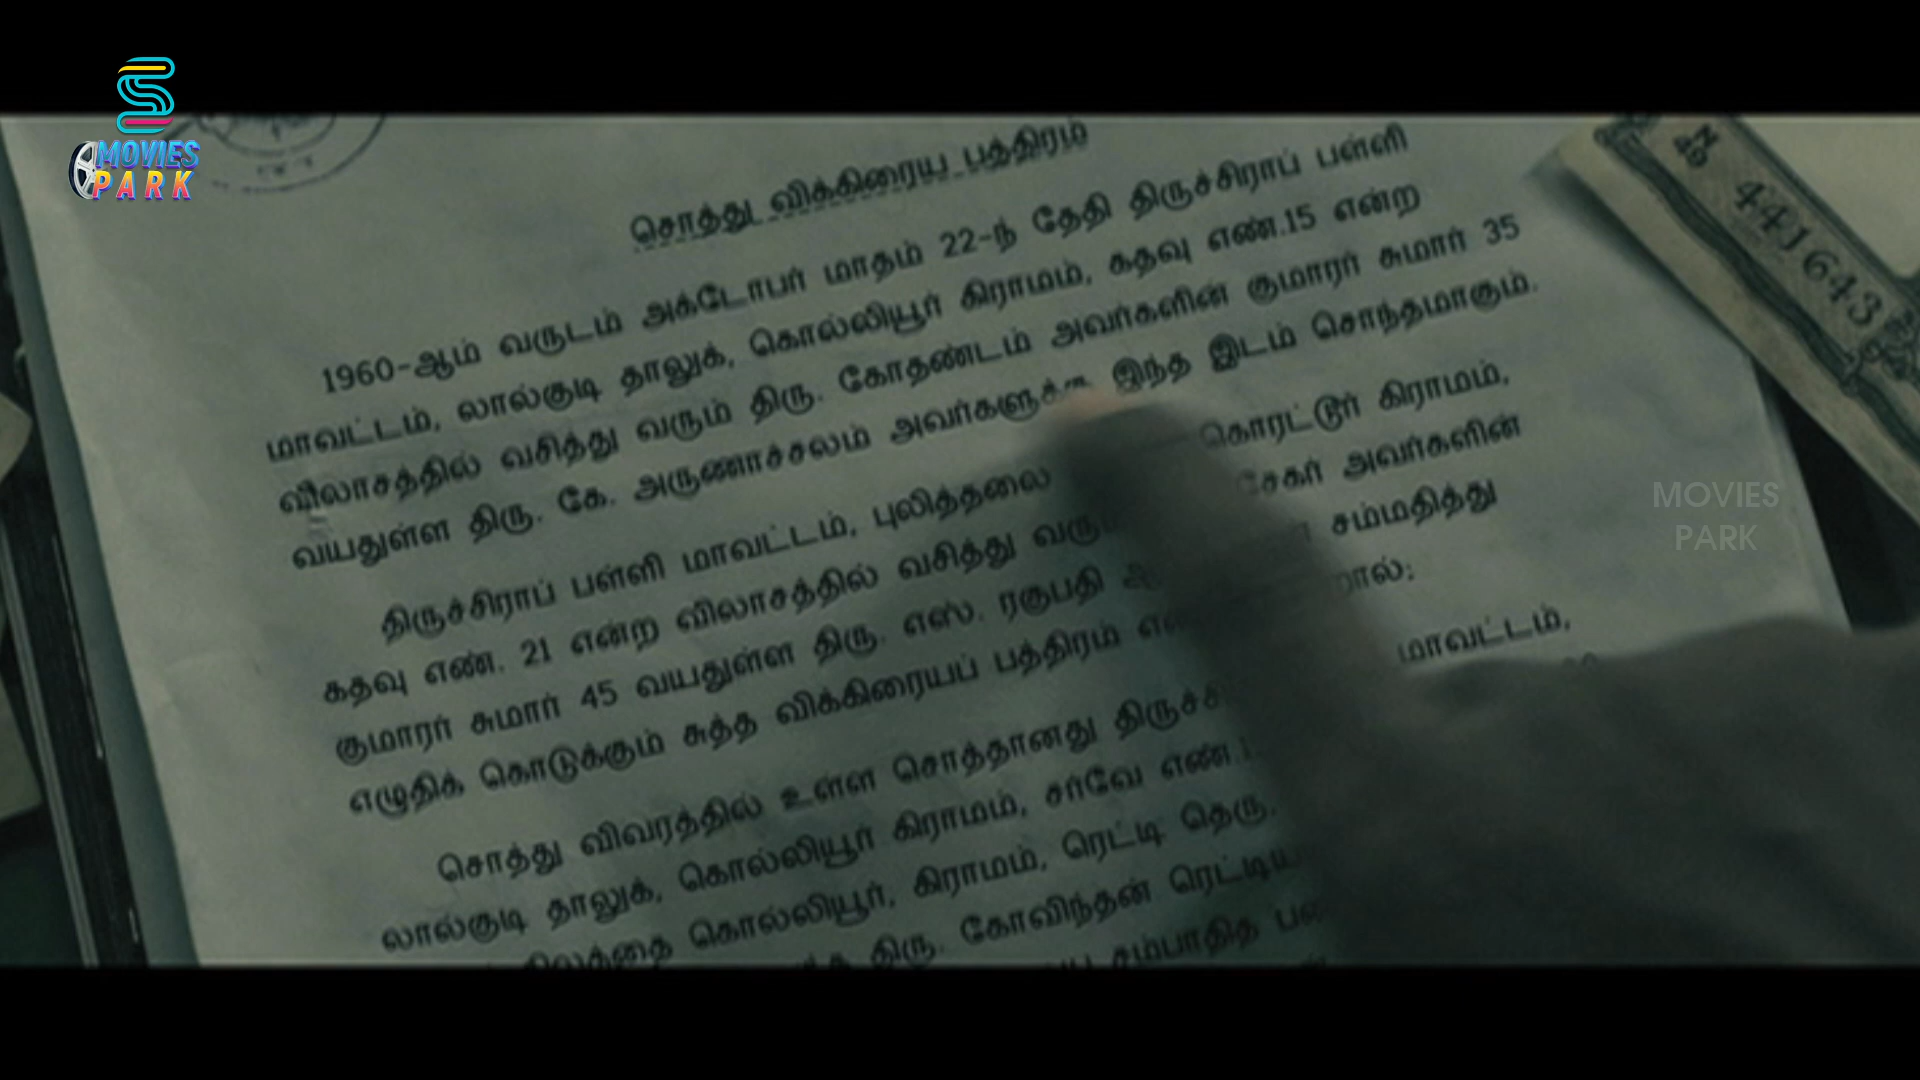 S
MOVIES
PARK
சொத்து விக்கிரைய பத்திரம்
1960-ஆம் வருடம் அக்டோபர் மாதம் 22-ந் தேதி திருச்சிராப் பள்ளி
மாவட்டம், லால்குடி தாலுக், கொல்லியூர் கிராமம், கதவு எண்.15 என்ற
விலாசத்தில் வசித்து வரும் திரு. கோதண்டம் அவர்களின் குமாரர் சுமார் 35
வயதுள்ள திரு. கே. அருணாச்சலம் அவர்களுக்கு இந்த இடம் சொந்தமாகும்.
திருச்சிராப் பள்ளி மாவட்டம், புலித்தலை கொரட்டூர் கிராமம்,
கதவு எண். 21 என்ற விலாசத்தில் வசித்து சேகர் அவர்களின்
குமாரர் சுமார் 45 வயதுள்ள திரு. எஸ். ரகுபதி சம்மதித்து
எழுதிக் கொடுக்கும் சுத்த விக்கிரையப் பத்திரம்
சொத்து விவரத்தில் உள்ள சொத்தானது மாவட்டம்,
லால்குடி தாலுக், கொல்லியூர் கிராமம், சர்வே
கொல்லியூர், கிராமம், ரெட்டி தெரு.
திரு. கோவிந்தன்
சம்பாதித
441643
MOVIES
PARK